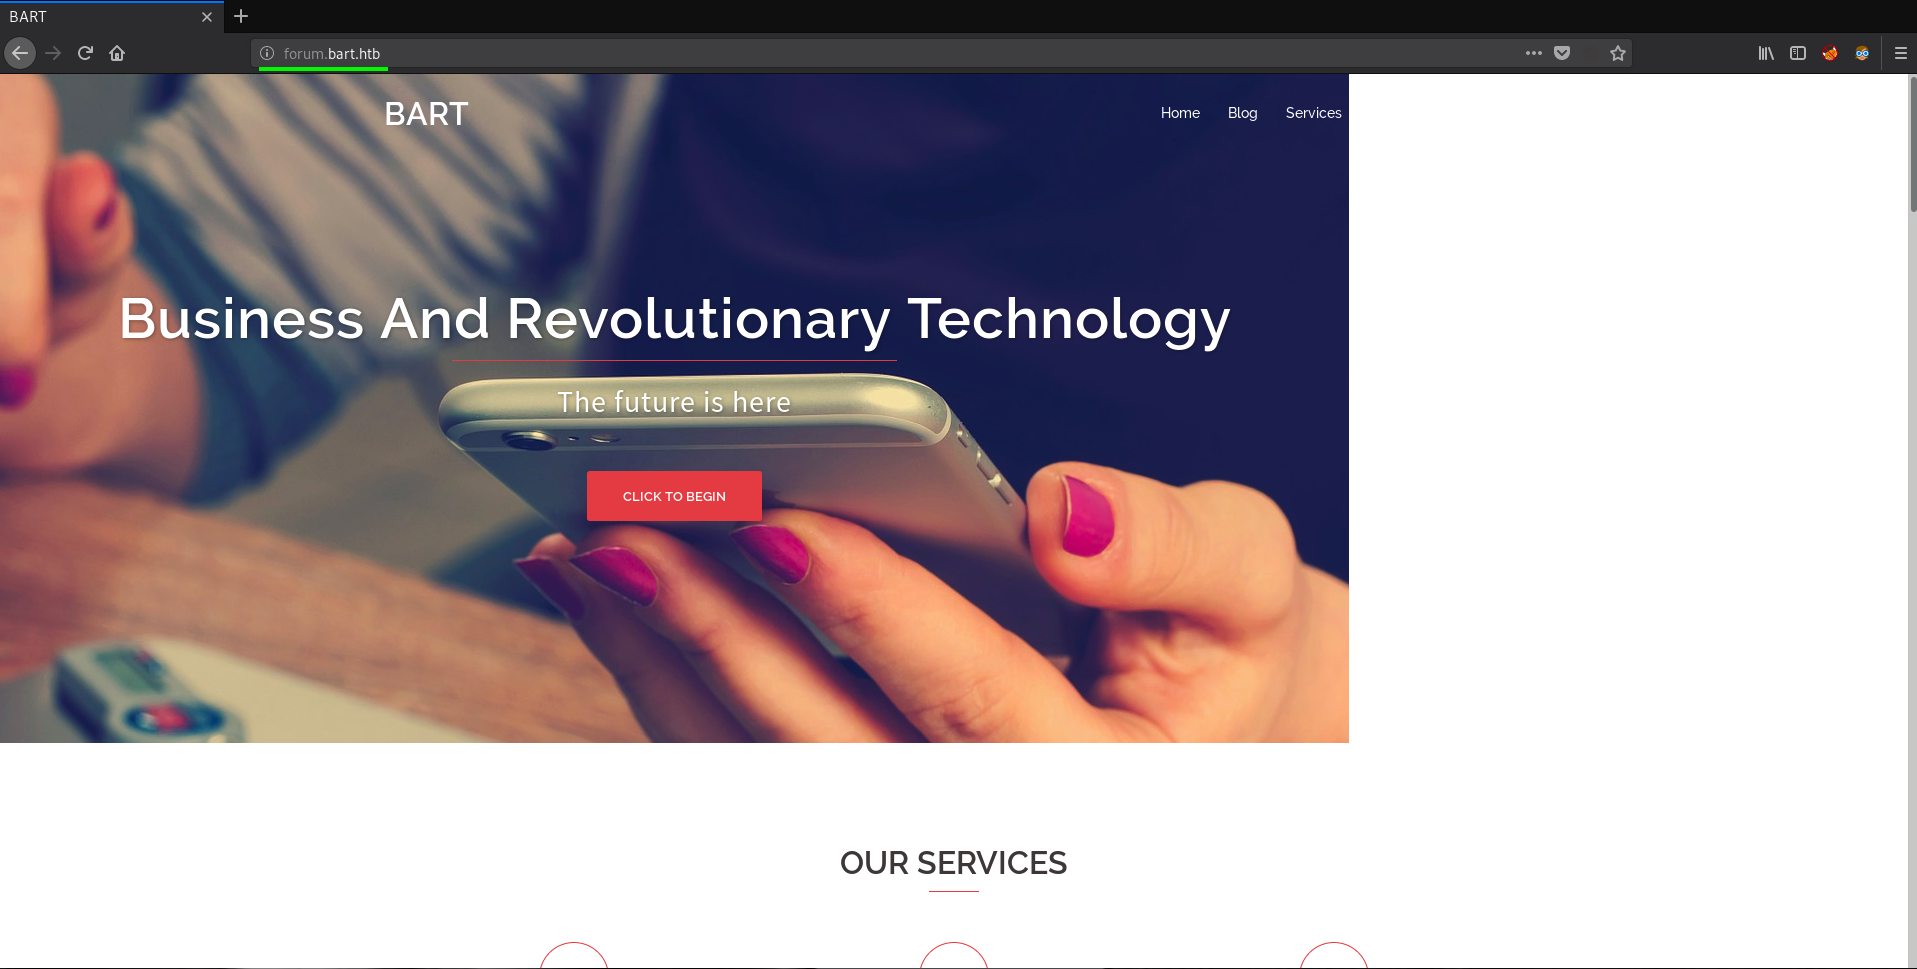 BART
forum.bart.htb
BART
Home Blog Services
Business And Revolutionary Technology
The future is here
CLICK TO BEGIN
OUR SERVICES